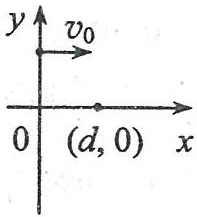 y v₀
0 (d, 0) x